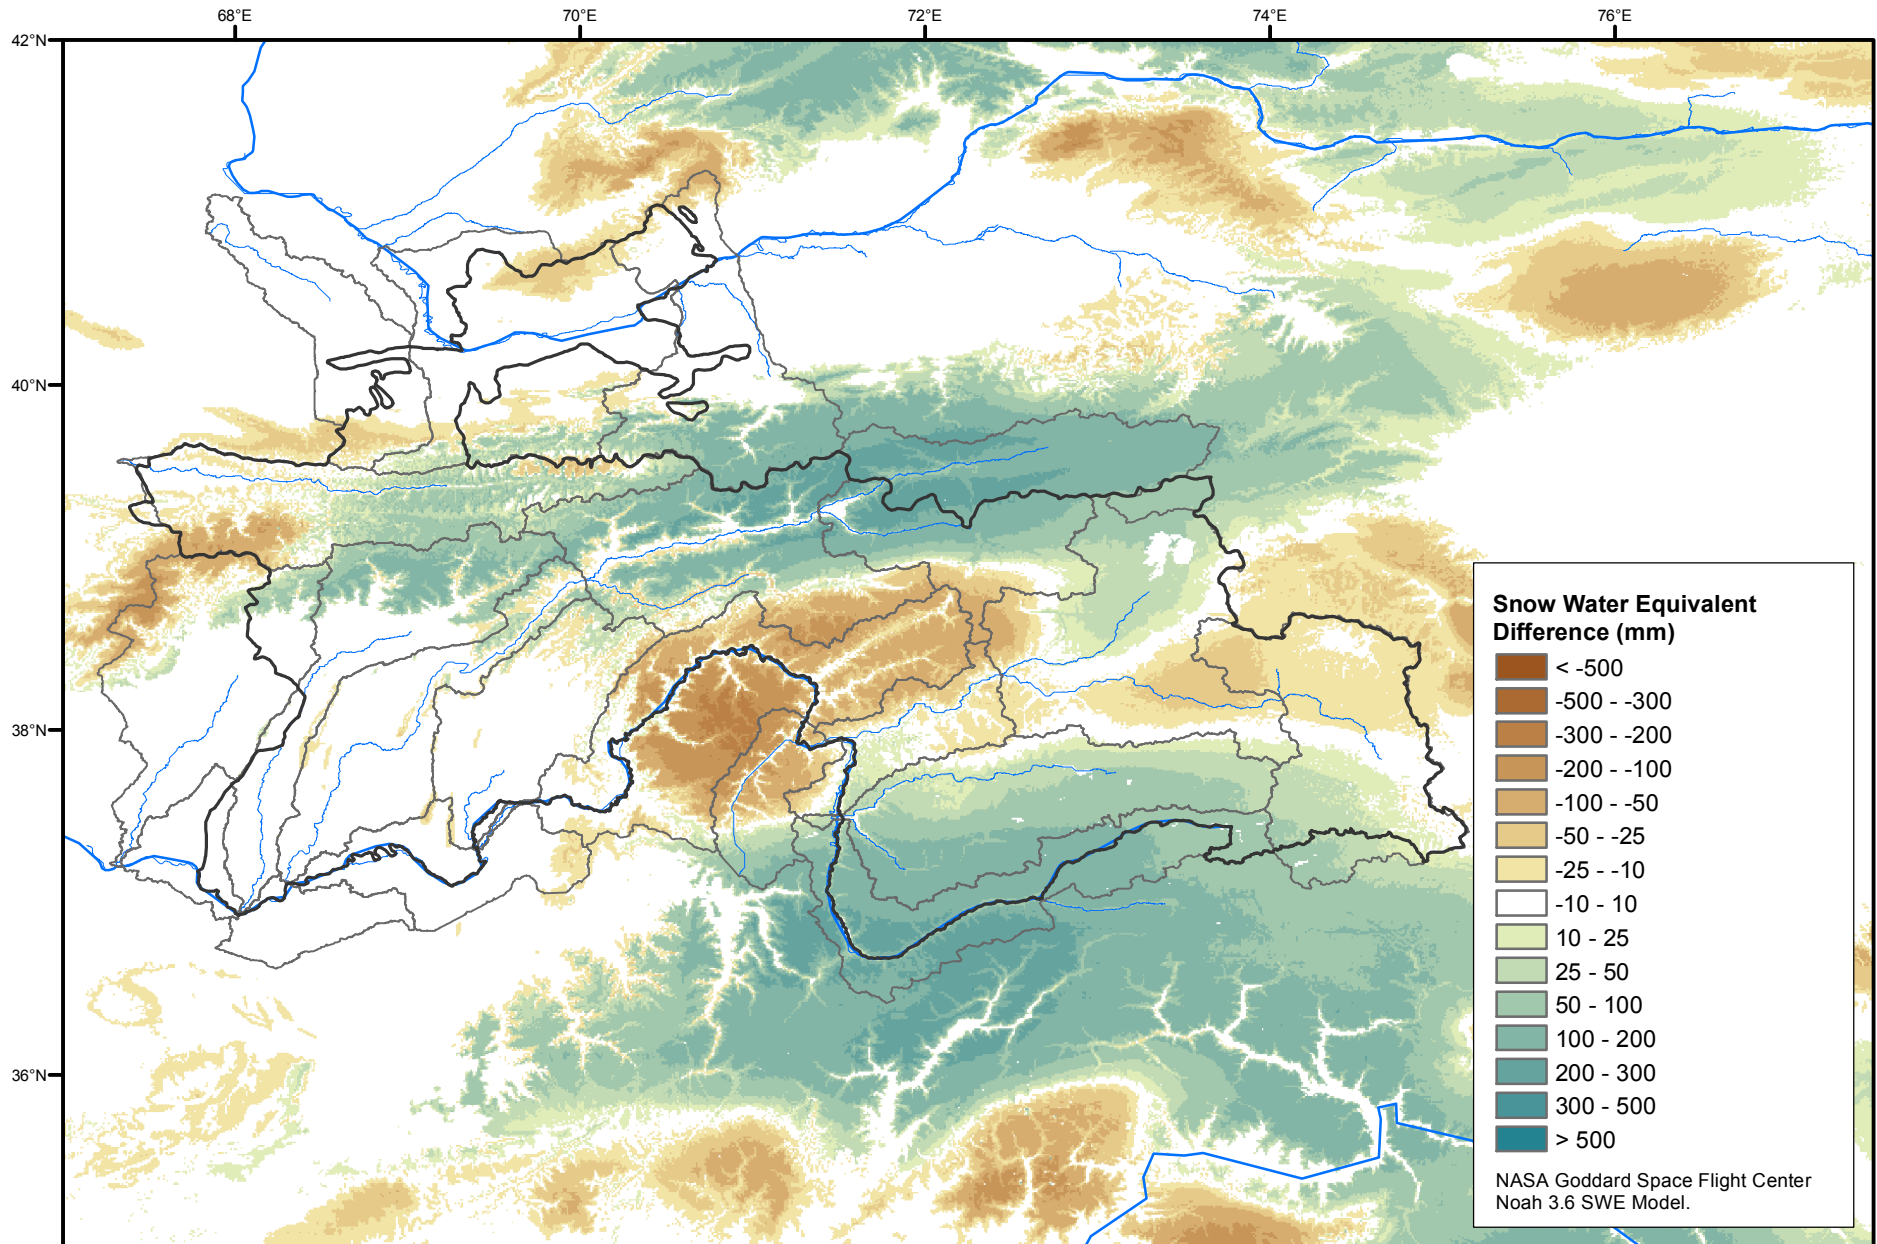 68°E 70°E 72°E 74°E 76°E
42°N
40°N
38°N
36°N
Snow Water Equivalent
Difference (mm)
< -500
-500 - -300
-300 - -200
-200 - -100
-100 - -50
-50 - -25
-25 - -10
-10 - 10
10 - 25
25 - 50
50 - 100
100 - 200
200 - 300
300 - 500
> 500
NASA Goddard Space Flight Center
Noah 3.6 SWE Model.